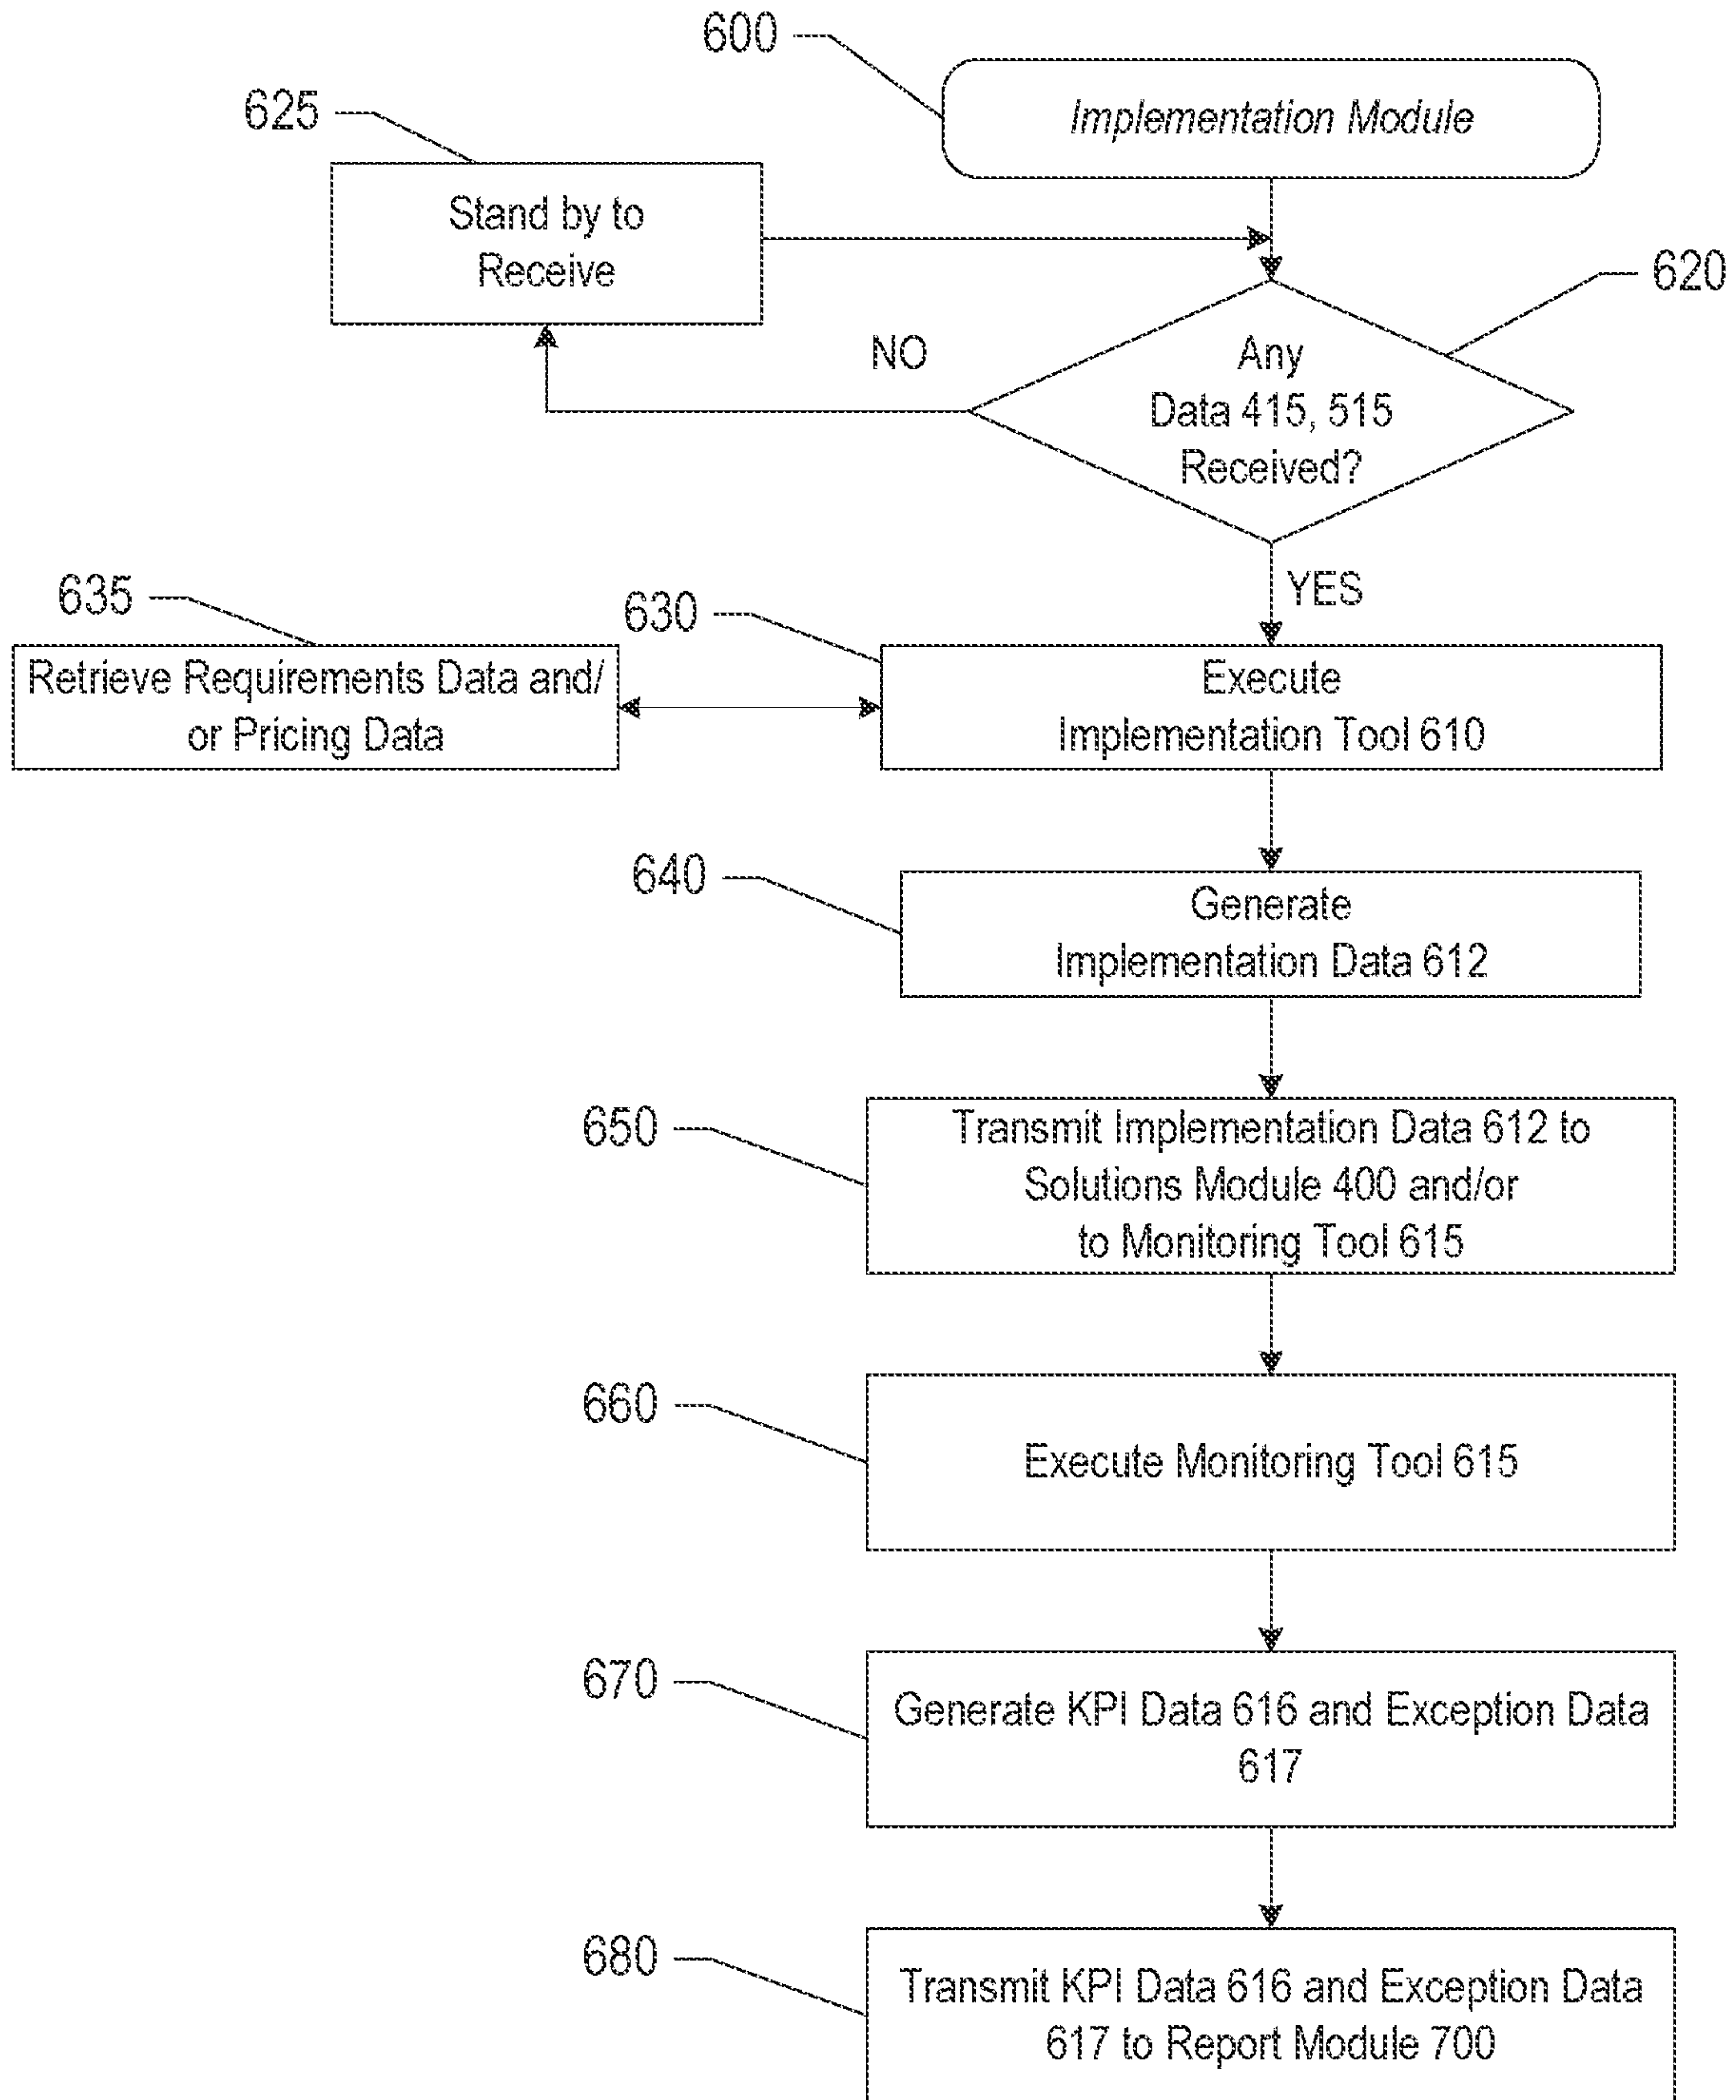 600
Implementation Module
625
Stand by to
Receive
620
NO
Any
Data 415, 515
Received?
YES
635
630
Retrieve Requirements Data and/
or Pricing Data
Execute
Implementation Tool 610
640
Generate
Implementation Data 612
650
Transmit Implementation Data 612 to
Solutions Module 400 and/or
to Monitoring Tool 615
660
Execute Monitoring Tool 615
670
Generate KPI Data 616 and Exception Data
617
680
Transmit KPI Data 616 and Exception Data
617 to Report Module 700